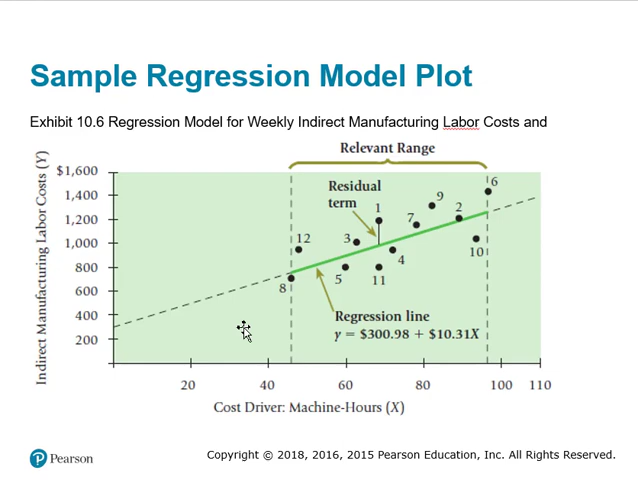 Sample Regression Model Plot
Exhibit 10.6 Regression Model for Weekly Indirect Manufacturing Labor Costs and
Relevant Range
Indirect Manufacturing Labor Costs (Y)
$1,600
1,400
1,200
1,000
800
600
400
200
Residual
term
1
2
3
4
5
6
7
8
9
10
11
12
Regression line
y = $300.98 + $10.31X
20 40 60 80 100 110
Cost Driver: Machine-Hours (X)
P Pearson
Copyright © 2018, 2016, 2015 Pearson Education, Inc. All Rights Reserved.